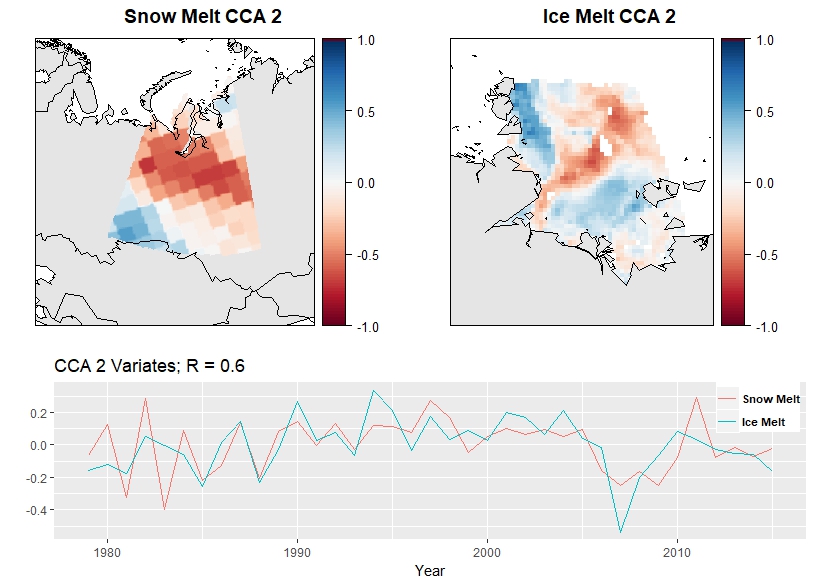 Snow Melt CCA 2
1.0
0.5
0.0
-0.5
-1.0
Ice Melt CCA 2
1.0
0.5
0.0
-0.5
-1.0
CCA 2 Variates; R = 0.6
0.2
0.0
-0.2
-0.4
Snow Melt
Ice Melt
1980 1990 2000 2010
Year